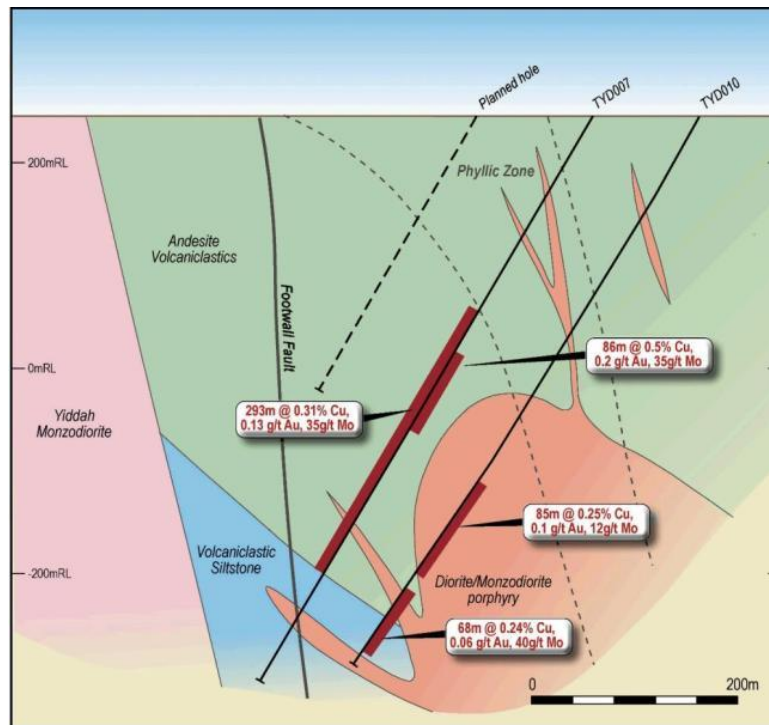 Planned hole
TYD007
TYD010
200mRL
Phyllic Zone
Andesite
Volcaniclastics
Footwall Fault
86m @ 0.5% Cu,
0.2 g/t Au, 35g/t Mo
0mRL
293m @ 0.31% Cu,
0.13 g/t Au, 35g/t Mo
Yiddah
Monzodiorite
85m @ 0.25% Cu,
0.1 g/t Au, 12g/t Mo
Volcaniclastic
Siltstone
-200mRL
Diorite/Monzodiorite
porphyry
68m @ 0.24% Cu,
0.06 g/t Au, 40g/t Mo
0
200m